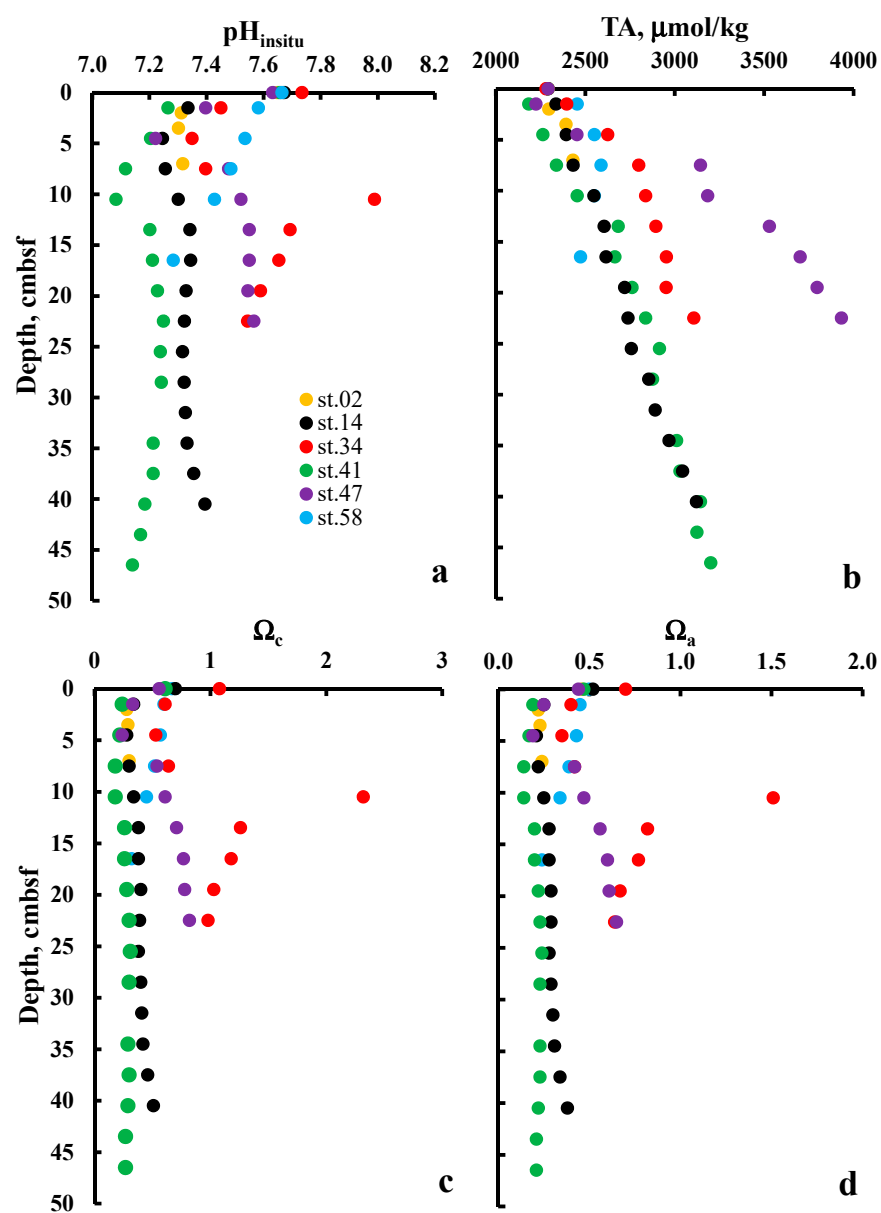 pH insitu
7.0 7.2 7.4 7.6 7.8 8.0 8.2
0
5
10
15
20
25
30
35
40
45
50
Depth, cmbsf
st.02
st.14
st.34
st.41
st.47
st.58
a
TA, μmol/kg
2000 2500 3000 3500 4000
b
Ωc
0 1 2 3
0
5
10
15
20
25
30
35
40
45
50
Depth, cmbsf
c
Ωa
0.0 0.5 1.0 1.5 2.0
d